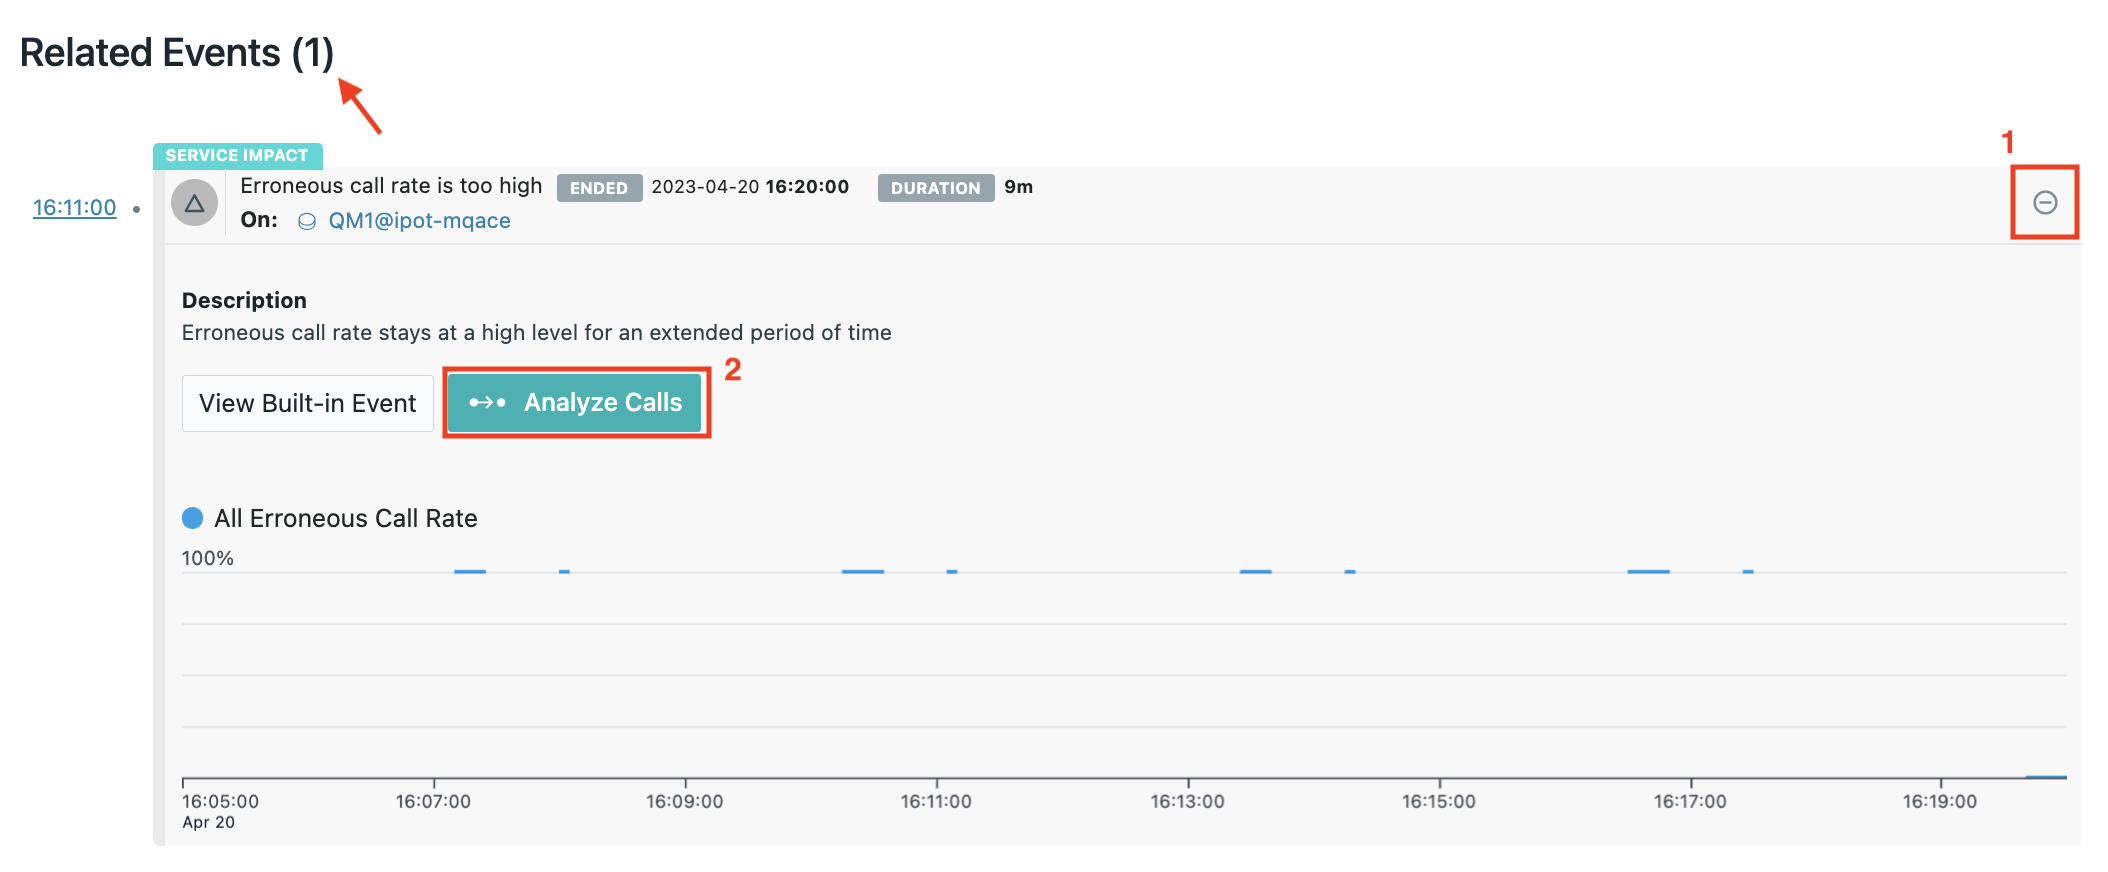 Related Events (1)
1
SERVICE IMPACT
16:11:00
Erroneous call rate is too high ENDED 2023-04-20 16:20:00 DURATION 9m
On: QM1@ipot-mqace
Description
Erroneous call rate stays at a high level for an extended period of time
View Built-in Event Analyze Calls 2
All Erroneous Call Rate
100%
16:05:00 16:07:00 16:09:00 16:11:00 16:13:00 16:15:00 16:17:00 16:19:00
Apr 20